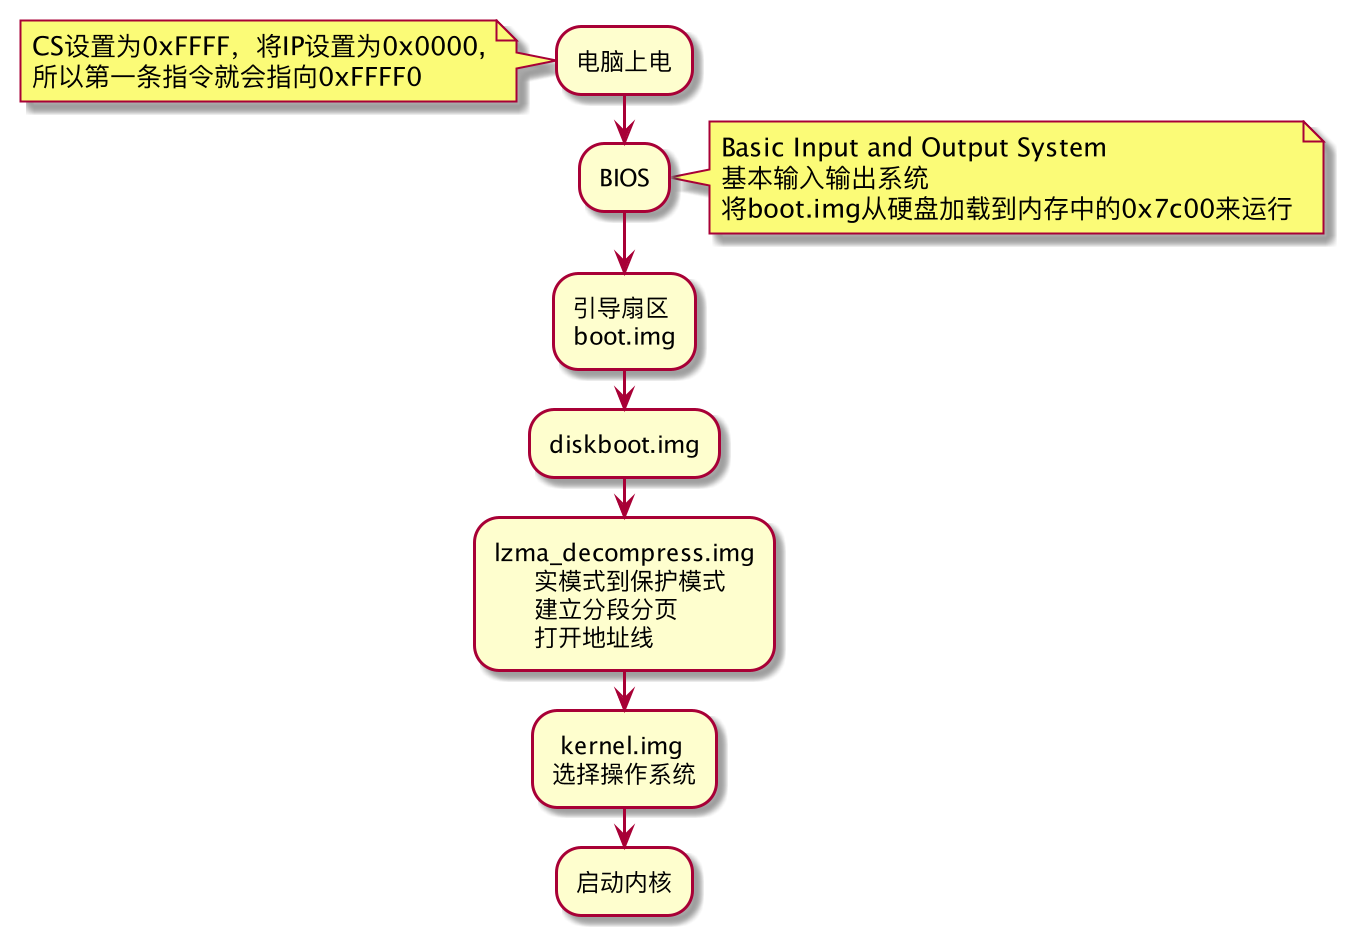 CS设置为0xFFFF，将IP设置为0x0000,
所以第一条指令就会指向0xFFFF0
电脑上电
BIOS
Basic Input and Output System
基本输入输出系统
将boot.img从硬盘加载到内存中的0x7c00来运行
引导扇区
boot.img
diskboot.img
lzma_decompress.img
实模式到保护模式
建立分段分页
打开地址线
kernel.img
选择操作系统
启动内核